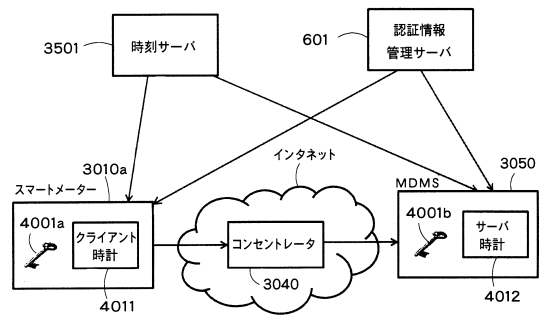 3501
時刻サーバ
601
認証情報
管理サーバ
インタネット
3010a
スマートメーター
4001a
クライアント
時計
4011
コンセントレータ
3040
3050
MDMS
4001b
サーバ
時計
4012